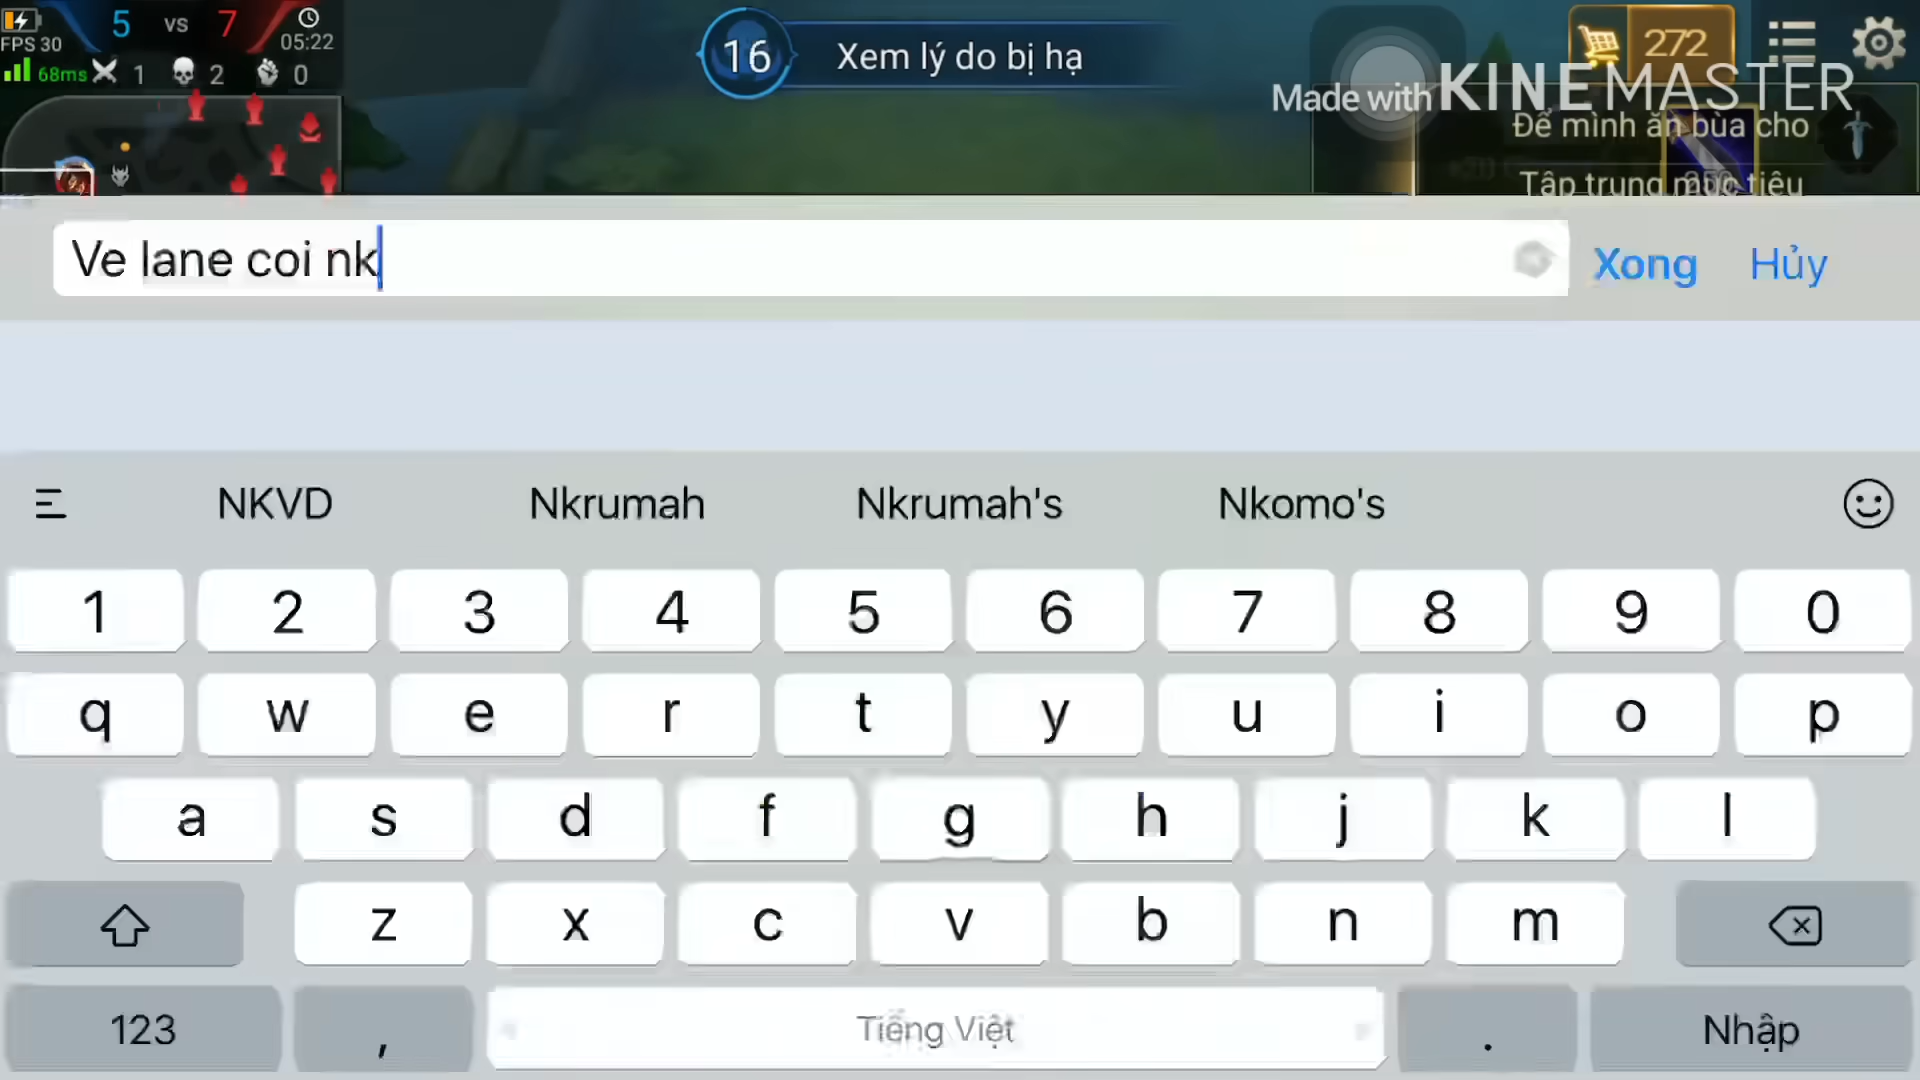 5 vs 7
FPS 30
05:22
68ms 1 2 0
16 Xem lý do bị hạ
272
Made with KINEMASTER
Để mình ăn bùa cho
Tập trung mục tiêu
Ve lane coi nk
Xong Hủy
NKVD Nkrumah Nkrumah's Nkomo's
1 2 3 4 5 6 7 8 9 0
q w e r t y u i o p
a s d f g h j k l
z x c v b n m
123 , Tiếng Việt . Nhập